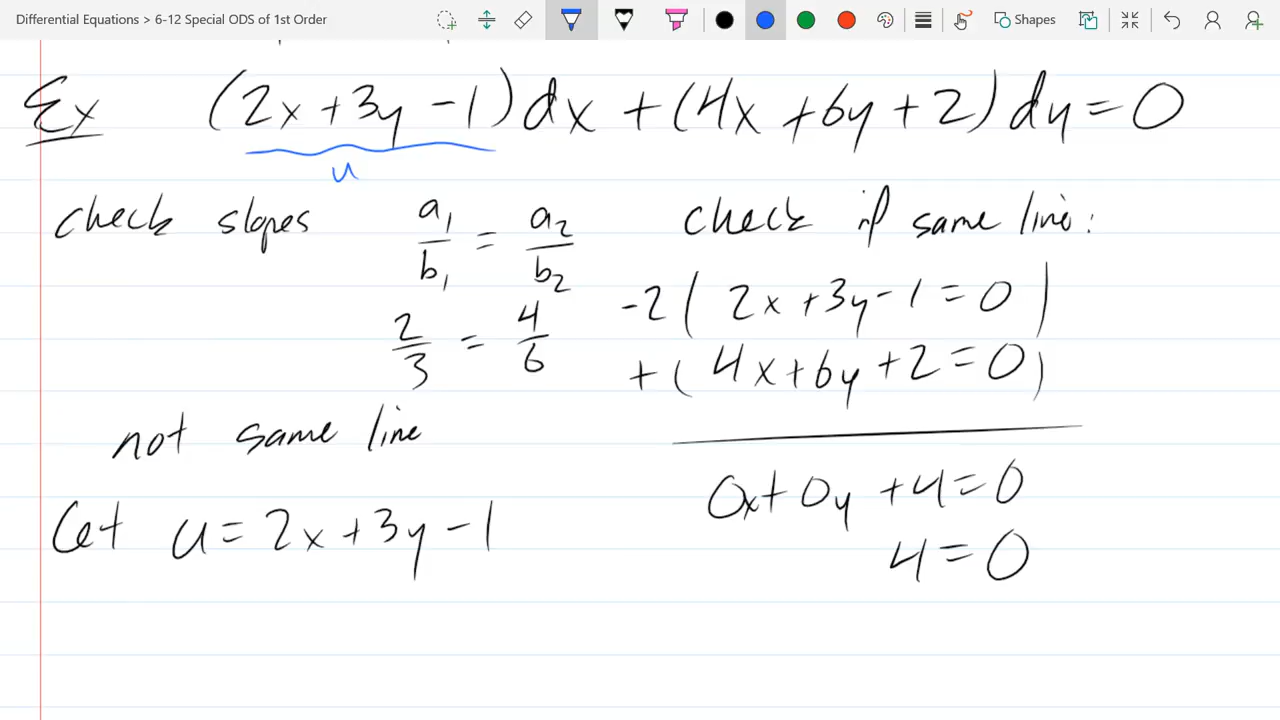 Differential Equations > 6-12 Special ODS of 1st Order
Shapes
Ex (2x+3y-1)dx+(4x+6y+2)dy=0
u
check slopes a₁/b₁ = a₂/b₂
2/3 = 4/6
not same line
Let u=2x+3y-1
check if same line:
-2(2x+3y-1=0)
+(4x+6y+2=0)
0x+0y+4=0
4=0